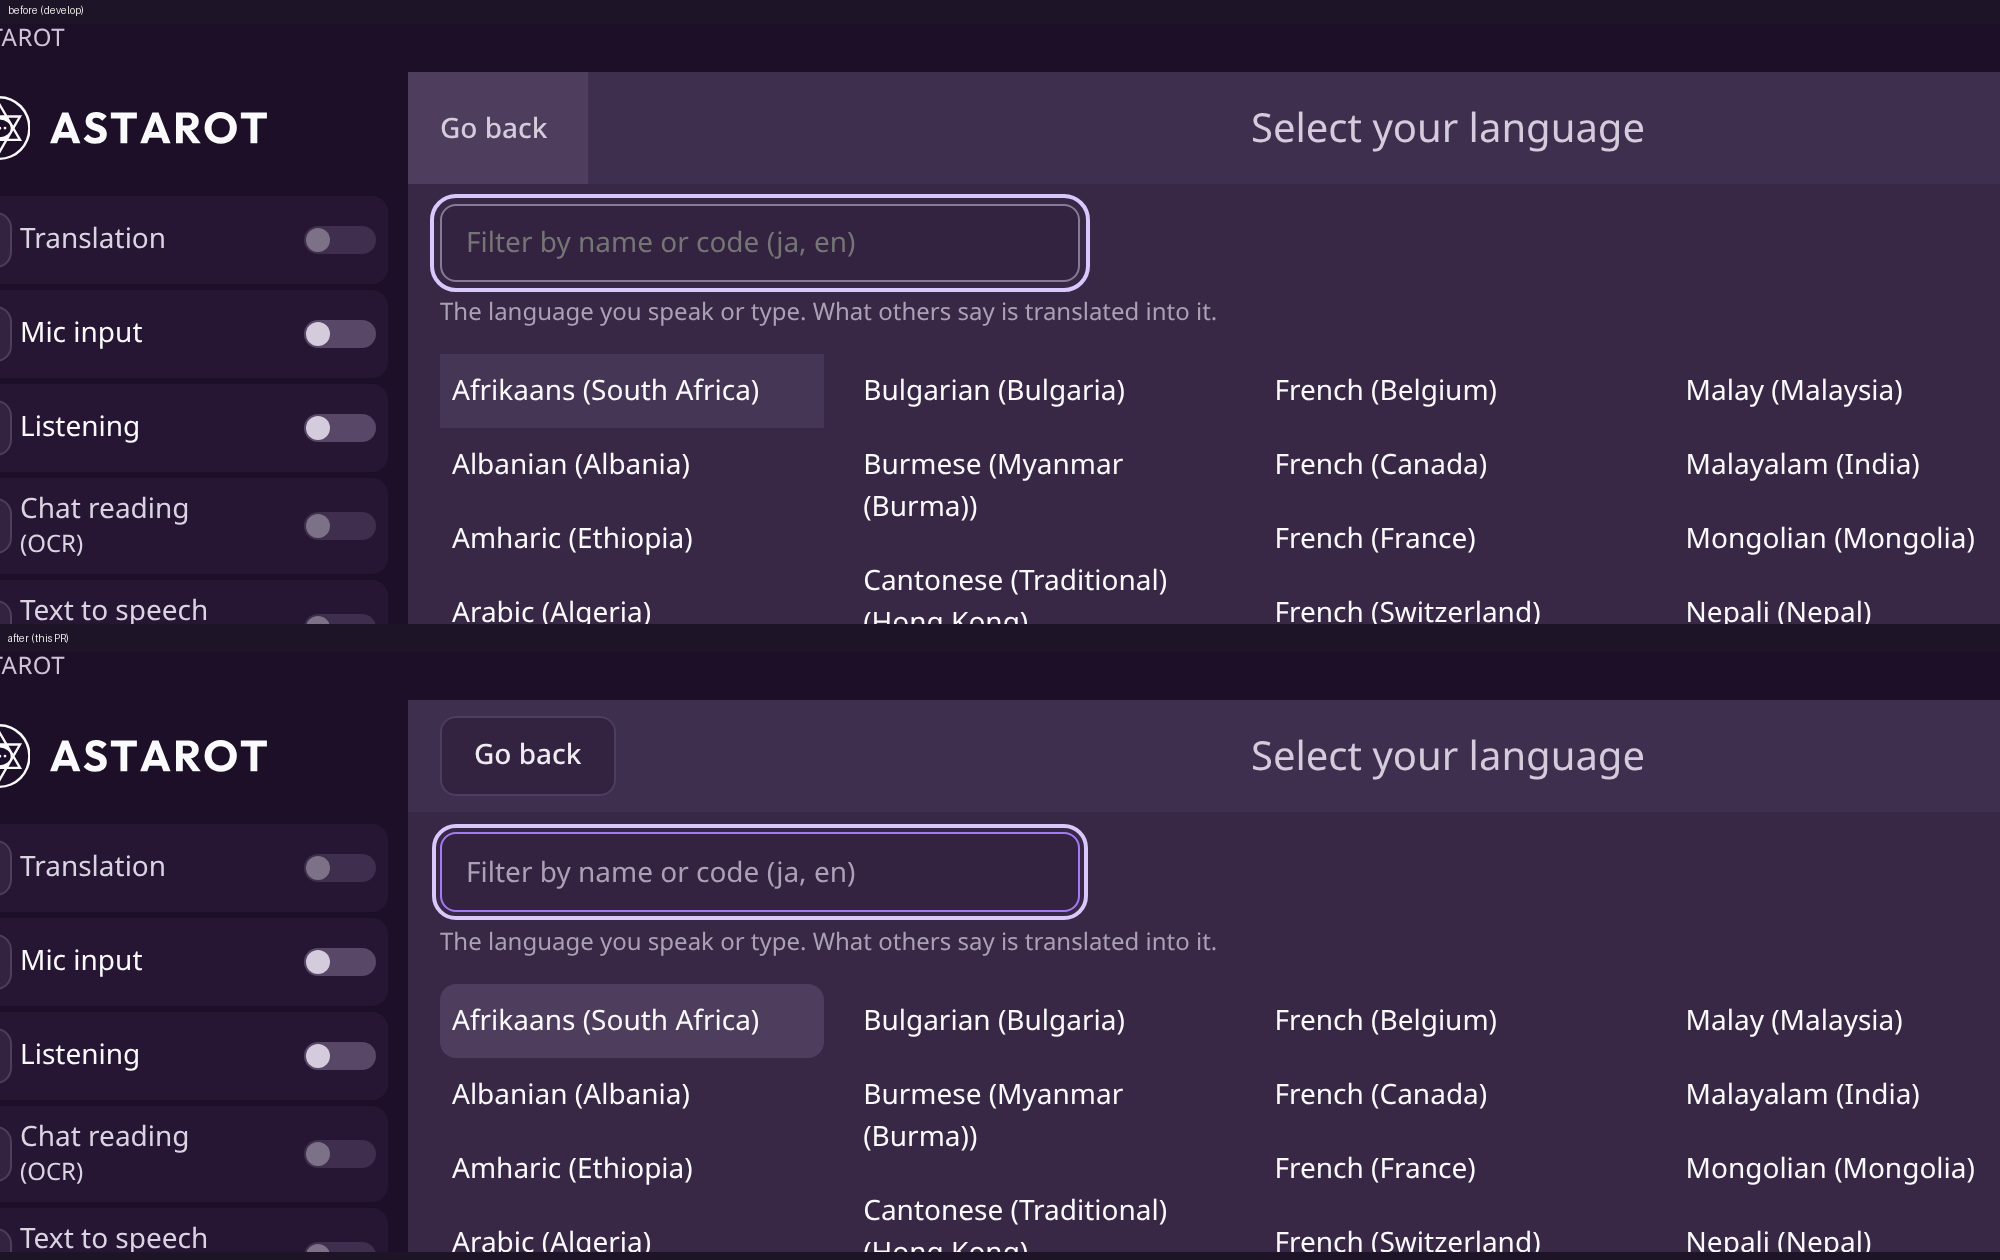 before (develop)
TAROT
ASTAROT
Go back
Select your language
Translation
Filter by name or code (ja, en)
The language you speak or type. What others say is translated into it.
Mic input
Listening
Chat reading
(OCR)
Text to speech
Afrikaans (South Africa)
Albanian (Albania)
Amharic (Ethiopia)
Arabic (Algeria)
Bulgarian (Bulgaria)
Burmese (Myanmar
(Burma))
Cantonese (Traditional)
(Hong Kong)
French (Belgium)
French (Canada)
French (France)
French (Switzerland)
Malay (Malaysia)
Malayalam (India)
Mongolian (Mongolia)
Nepali (Nepal)
after (this PR)
TAROT
ASTAROT
Go back
Select your language
Translation
Filter by name or code (ja, en)
The language you speak or type. What others say is translated into it.
Mic input
Listening
Chat reading
(OCR)
Text to speech
Afrikaans (South Africa)
Albanian (Albania)
Amharic (Ethiopia)
Arabic (Algeria)
Bulgarian (Bulgaria)
Burmese (Myanmar
(Burma))
Cantonese (Traditional)
(Hong Kong)
French (Belgium)
French (Canada)
French (France)
French (Switzerland)
Malay (Malaysia)
Malayalam (India)
Mongolian (Mongolia)
Nepali (Nepal)